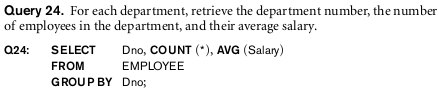 Query 24. For each department, retrieve the department number, the number
of employees in the department, and their average salary.
Q24: SELECT Dno, COUNT (*), AVG (Salary)
FROM EMPLOYEE
GROUP BY Dno;